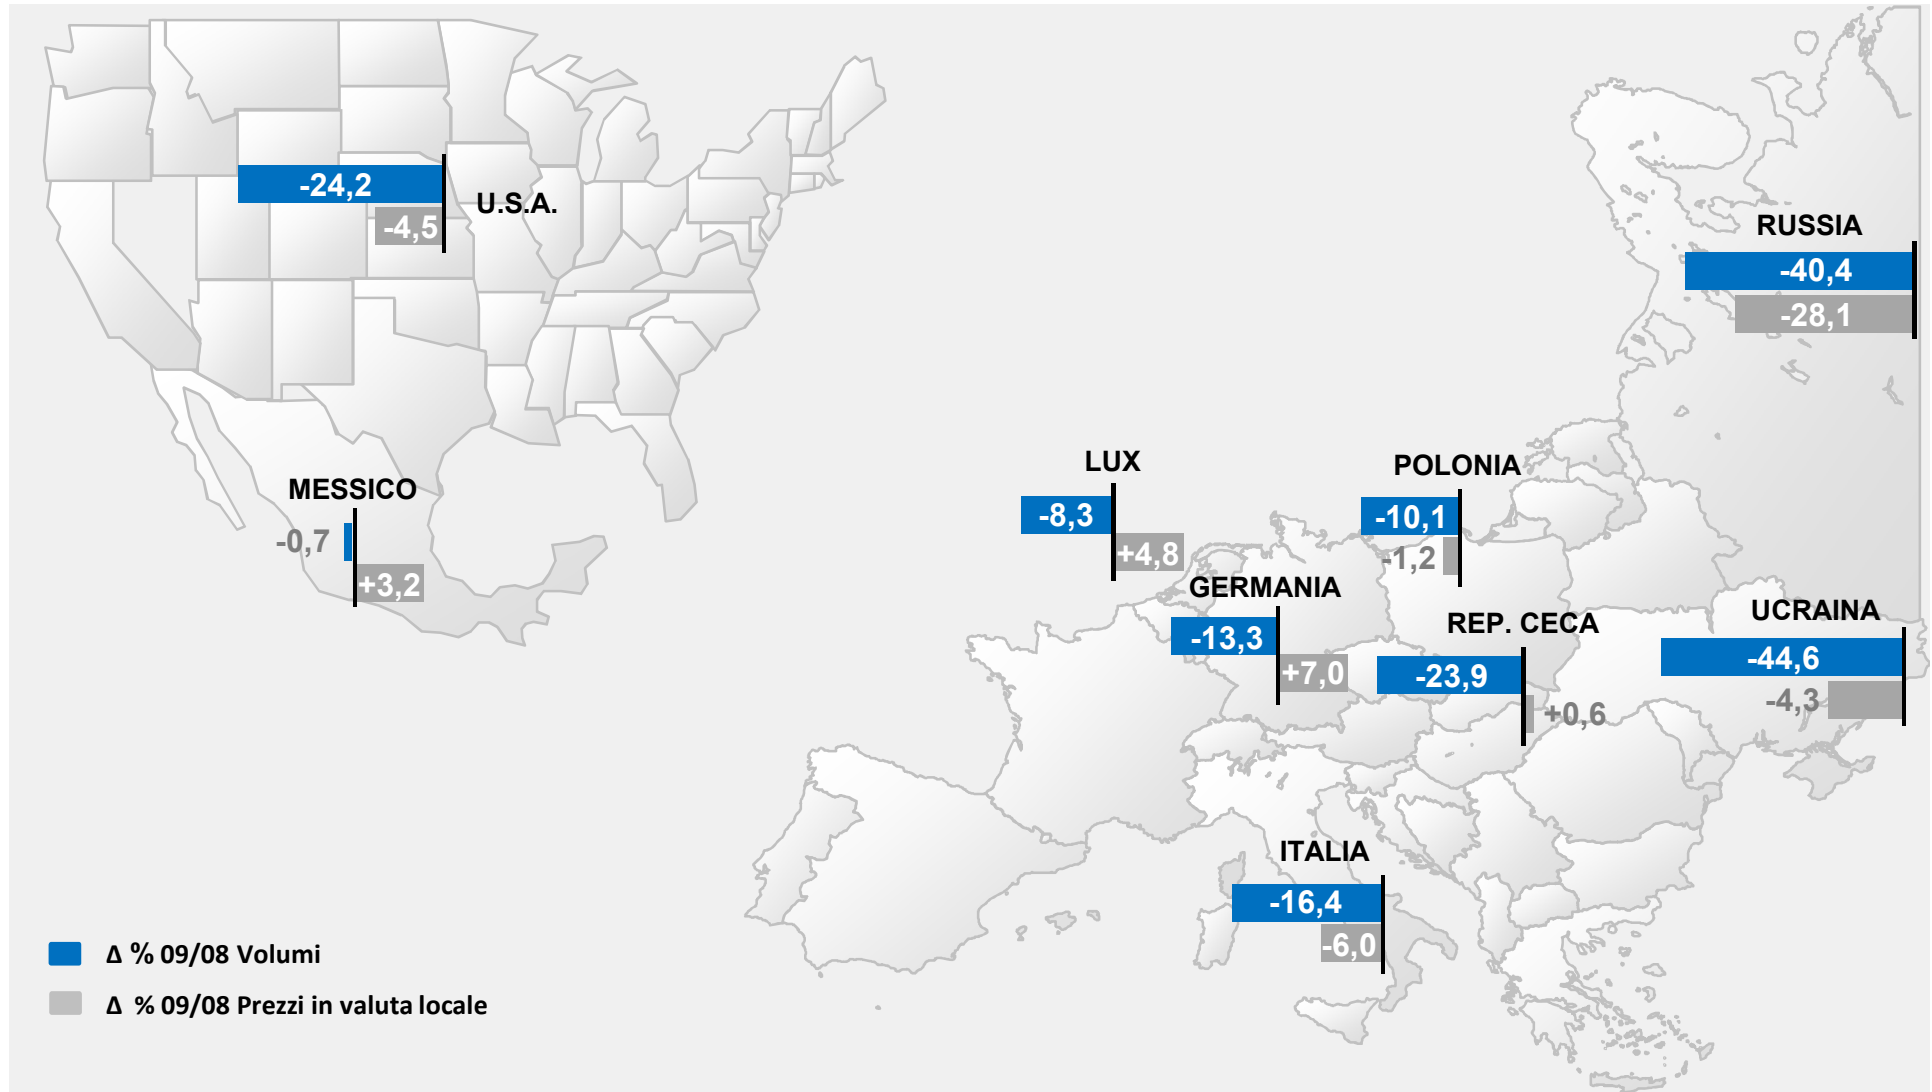 -24,2
-4,5
U.S.A.
RUSSIA
-40,4
-28,1
MESSICO
-0,7
+3,2
LUX
-8,3
+4,8
POLONIA
-10,1
-1,2
GERMANIA
-13,3
+7,0
REP. CECA
-23,9
+0,6
UCRAINA
-44,6
-4,3
ITALIA
-16,4
-6,0
Δ % 09/08 Volumi
Δ % 09/08 Prezzi in valuta locale